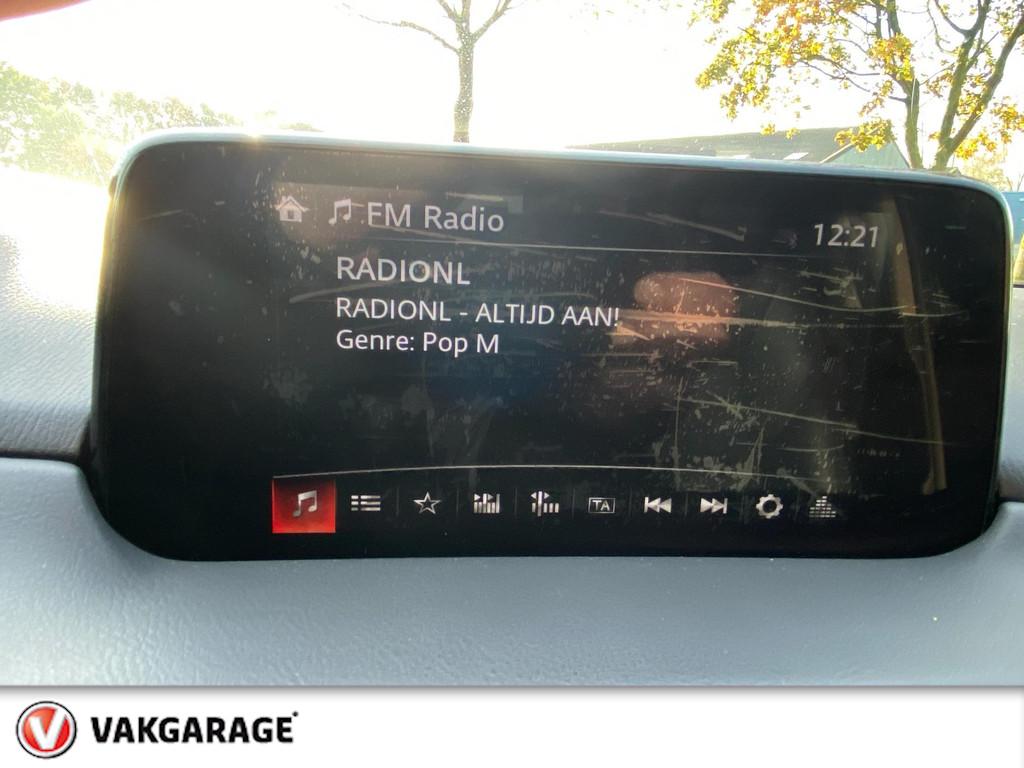 FM Radio
12:21
RADIONL
RADIONL - ALTIJD AAN!
Genre: Pop M
TA
VAKGARAGE